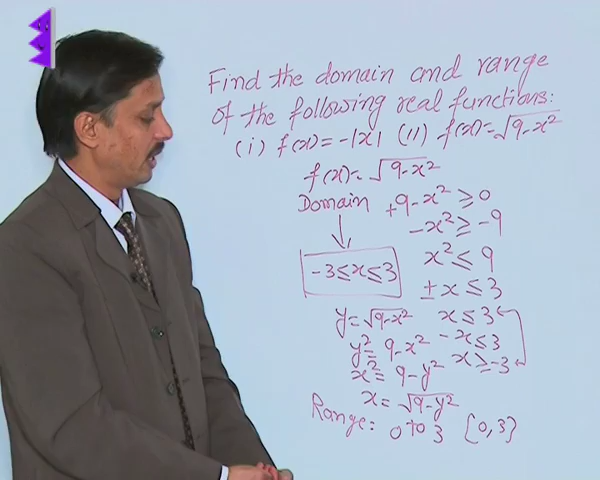 Find the domain and range
of the following real functions:
(i) f(x) = -|x| (ii) f(x) = √9-x²
f(x) = √9-x²
Domain +9-x² ≥ 0
-x² ≥ -9
x² ≤ 9
-3 ≤ x ≤ 3
± x ≤ 3
y = √9-x² x ≤ 3
y² = 9-x² -x ≤ 3
x² = 9-y² x ≥ -3
x = √9-y²
Range: 0 to 3 {0,3}